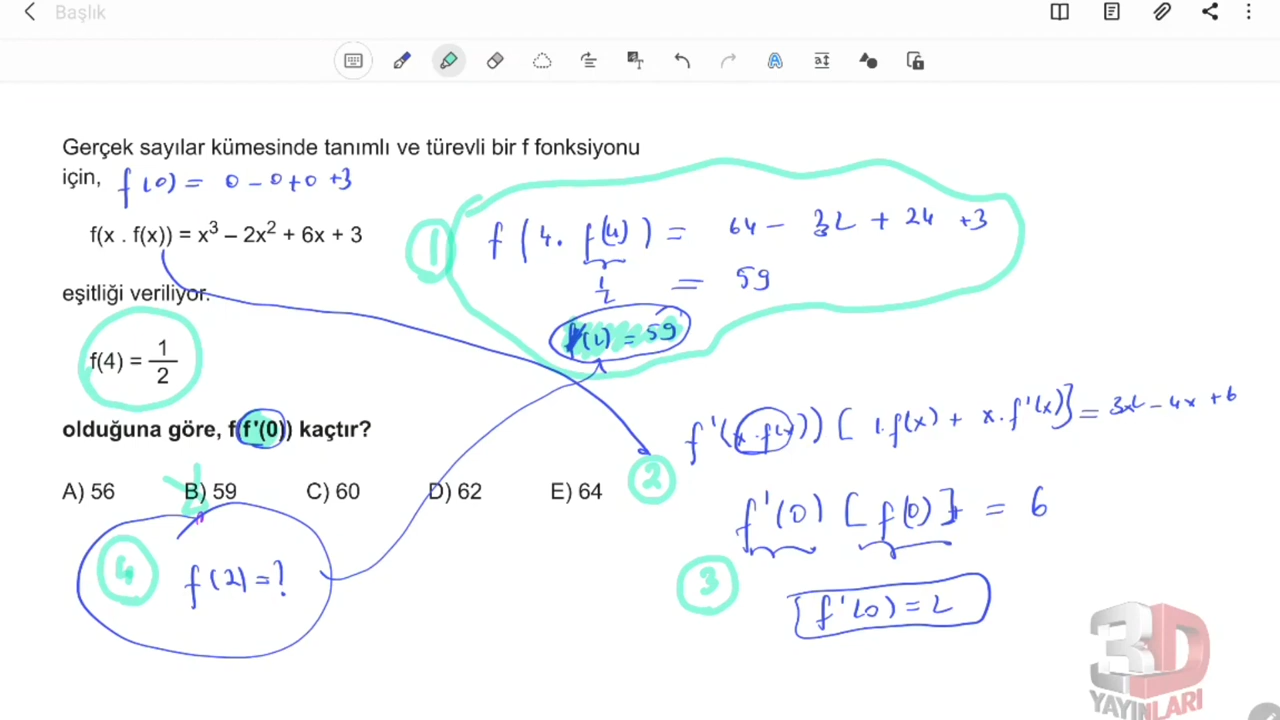 Başlık
Gerçek sayılar kümesinde tanımlı ve türevli bir f fonksiyonu
için, f(0) = 0 - 0 + 0 + 3
f(x . f(x)) = x³ – 2x² + 6x + 3
1 f(4. f(4)) = 64 - 32 + 24 + 3
1/2 = 59
eşitliği veriliyor.
f(2) = 59
f(4) = 1/2
f'(x.f(x)) [1.f(x) + x.f'(x)] = 3x² - 4x + 6
olduğuna göre, f(f'(0)) kaçtır?
2
A) 56 B) 59 C) 60 D) 62 E) 64
f'(0) [f(0)] = 6
4 f(2) = ?
3 f'(0) = 2
3D
YAYINLARI